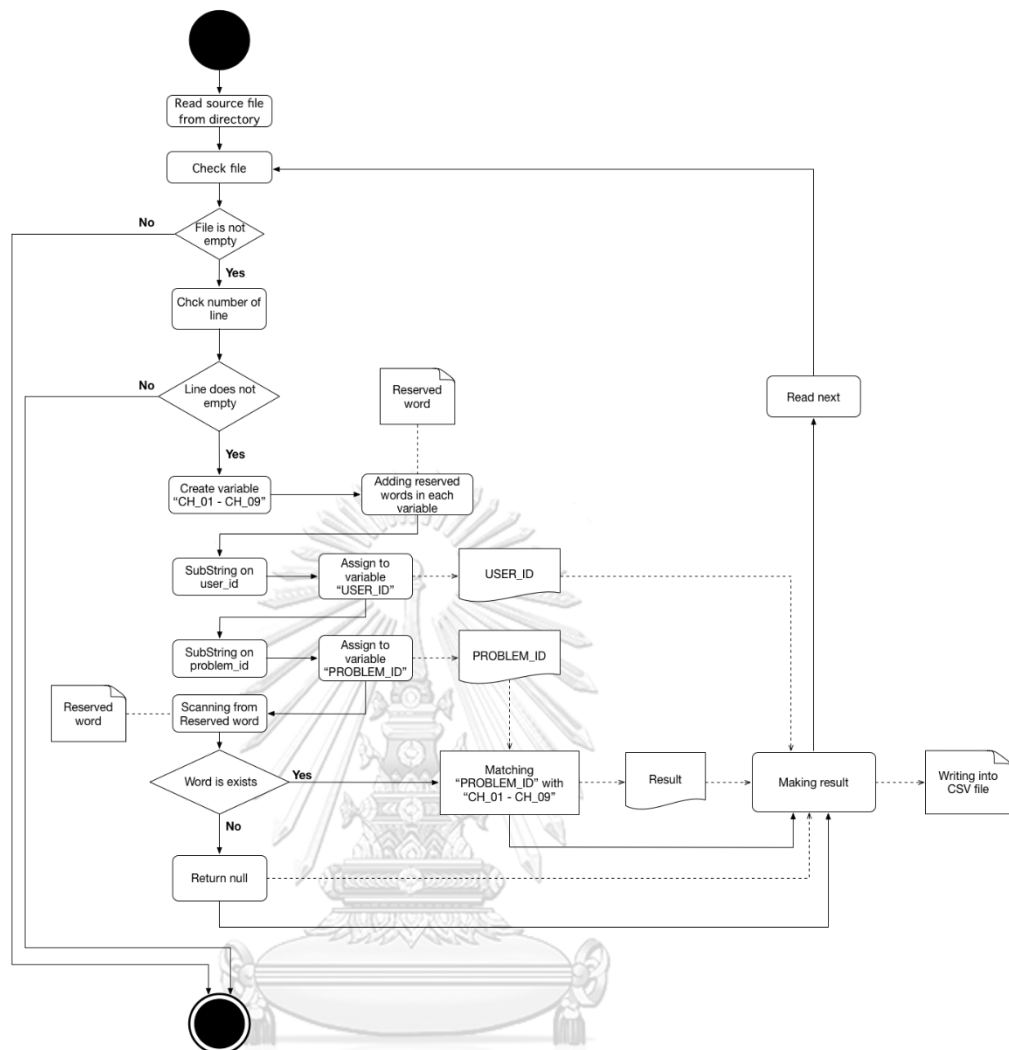 Read source file
from directory
Check file
No
File is not
empty
Yes
Chck number of
line
No
Line does not
empty
Reserved
word
Read next
Yes
Create variable
“CH_01 - CH_09”
Adding reserved
words in each
variable
SubString on
user_id
Assign to
variable
“USER_ID”
USER_ID
SubString on
problem_id
Assign to
variable
“PROBLEM_ID”
PROBLEM_ID
Reserved
word
Scanning from
Reserved word
Word is exists
Yes
Matching
“PROBLEM_ID” with
“CH_01 - CH_09”
Result
Making result
Writing into
CSV file
No
Return null